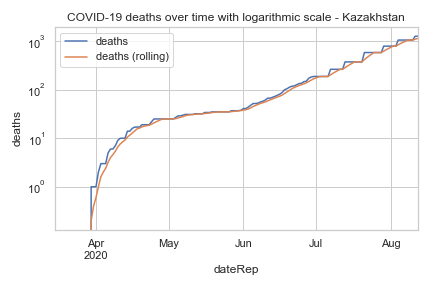 COVID-19 deaths over time with logarithmic scale - Kazakhstan
deaths
deaths (rolling)
deaths
10³
10²
10¹
10⁰
Apr
2020
May
Jun
Jul
Aug
dateRep